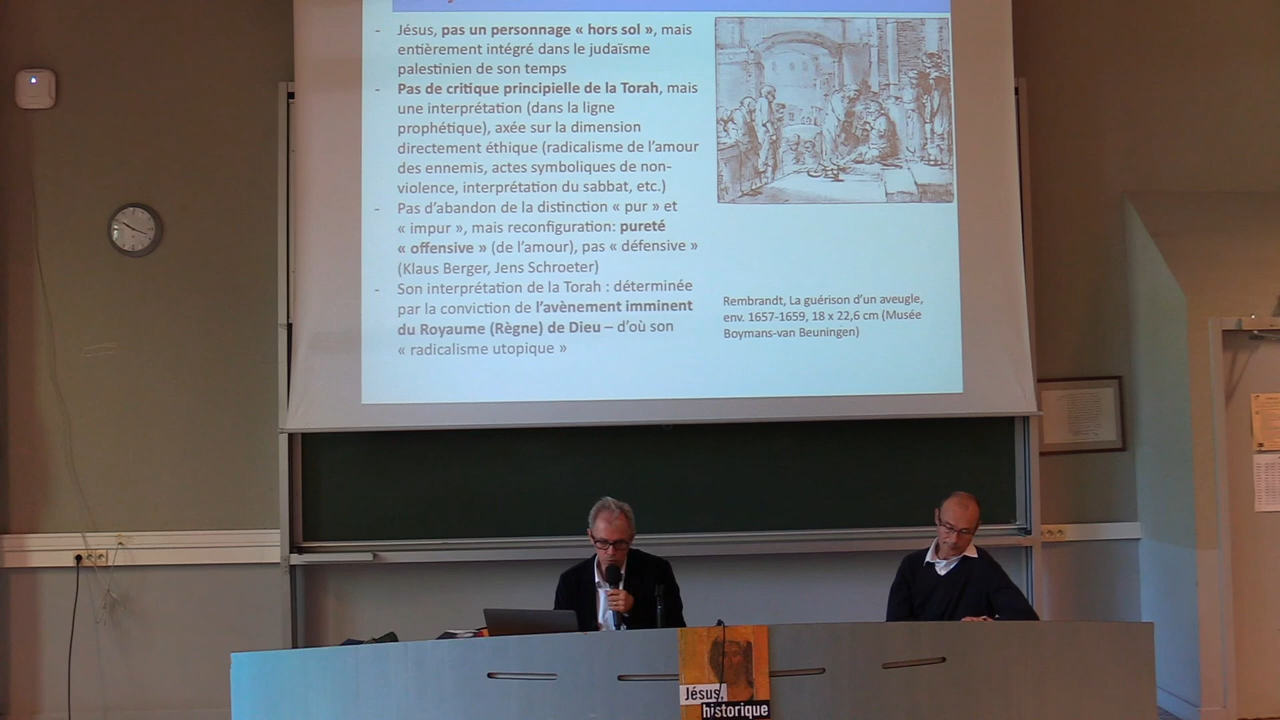 - Jésus, pas un personnage « hors sol », mais
entièrement intégré dans le judaïsme
palestinien de son temps
- Pas de critique principielle de la Torah, mais
une interprétation (dans la ligne
prophétique), axée sur la dimension
directement éthique (radicalisme de l'amour
des ennemis, actes symboliques de non-
violence, interprétation du sabbat, etc.)
- Pas d'abandon de la distinction « pur » et
« impur », mais reconfiguration: pureté
« offensive » (de l'amour), pas « défensive »
(Klaus Berger, Jens Schroeter)
- Son interprétation de la Torah : déterminée
par la conviction de l'avènement imminent
du Royaume (Règne) de Dieu – d'où son
« radicalisme utopique »
Rembrandt, La guérison d'un aveugle,
env. 1657-1659, 18 x 22,6 cm (Musée
Boymans-van Beuningen)
Jésus,
historique